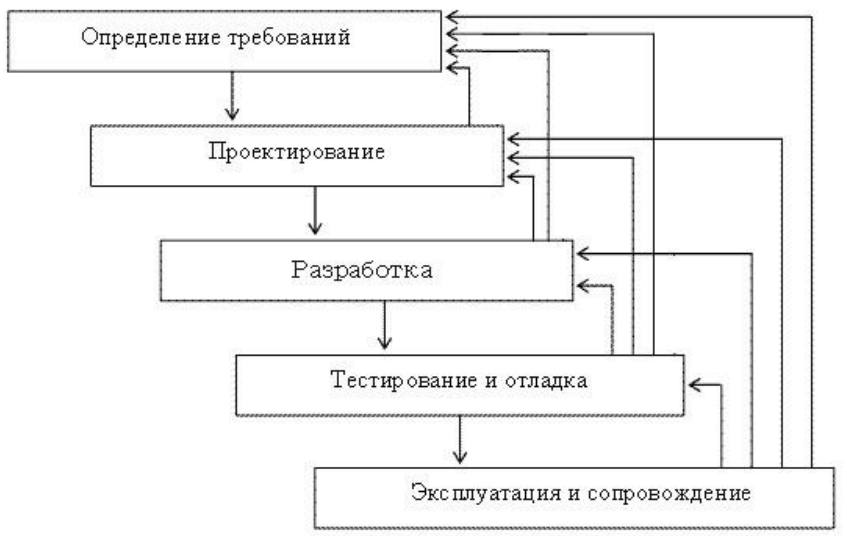 Определение требований
Проектирование
Разработка
Тестирование и отладка
Эксплуатация и сопровождение